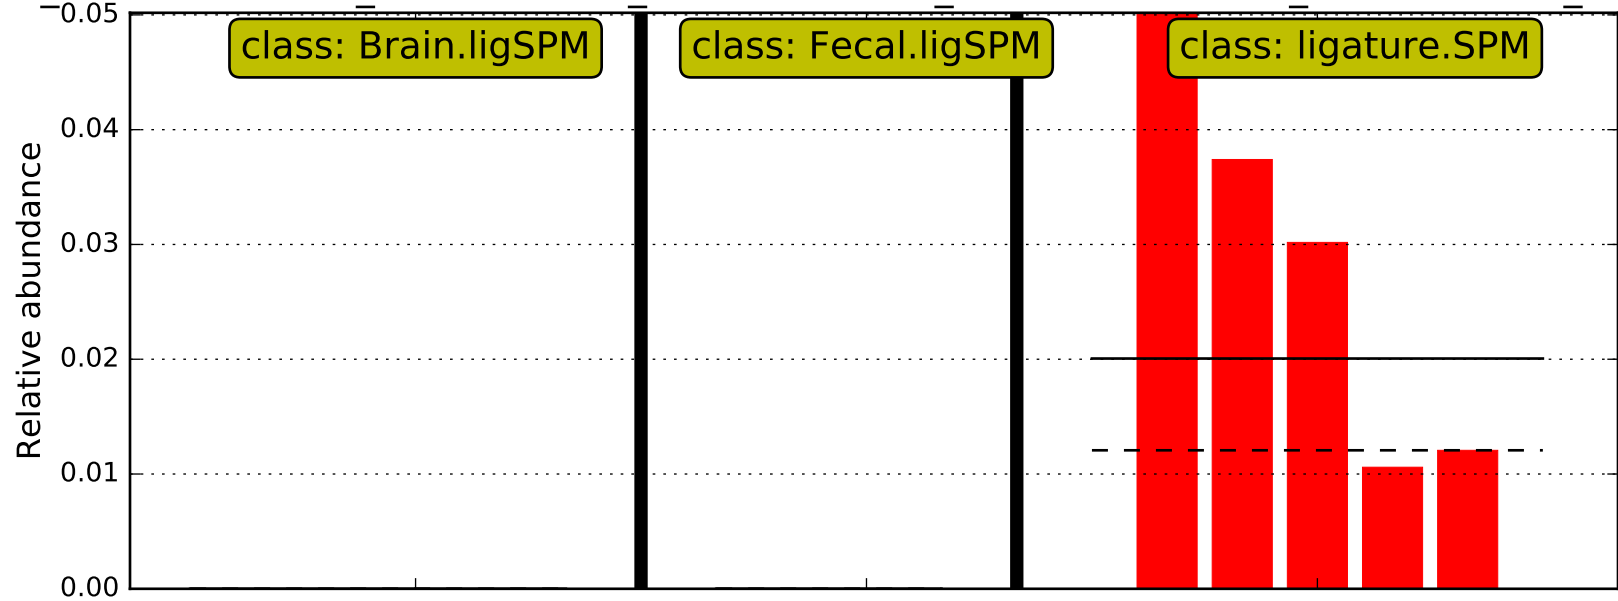 0.05
class: Brain.ligSPM
class: Fecal.ligSPM
class: ligature.SPM
0.04
0.03
0.02
0.01
0.00
Relative abundance